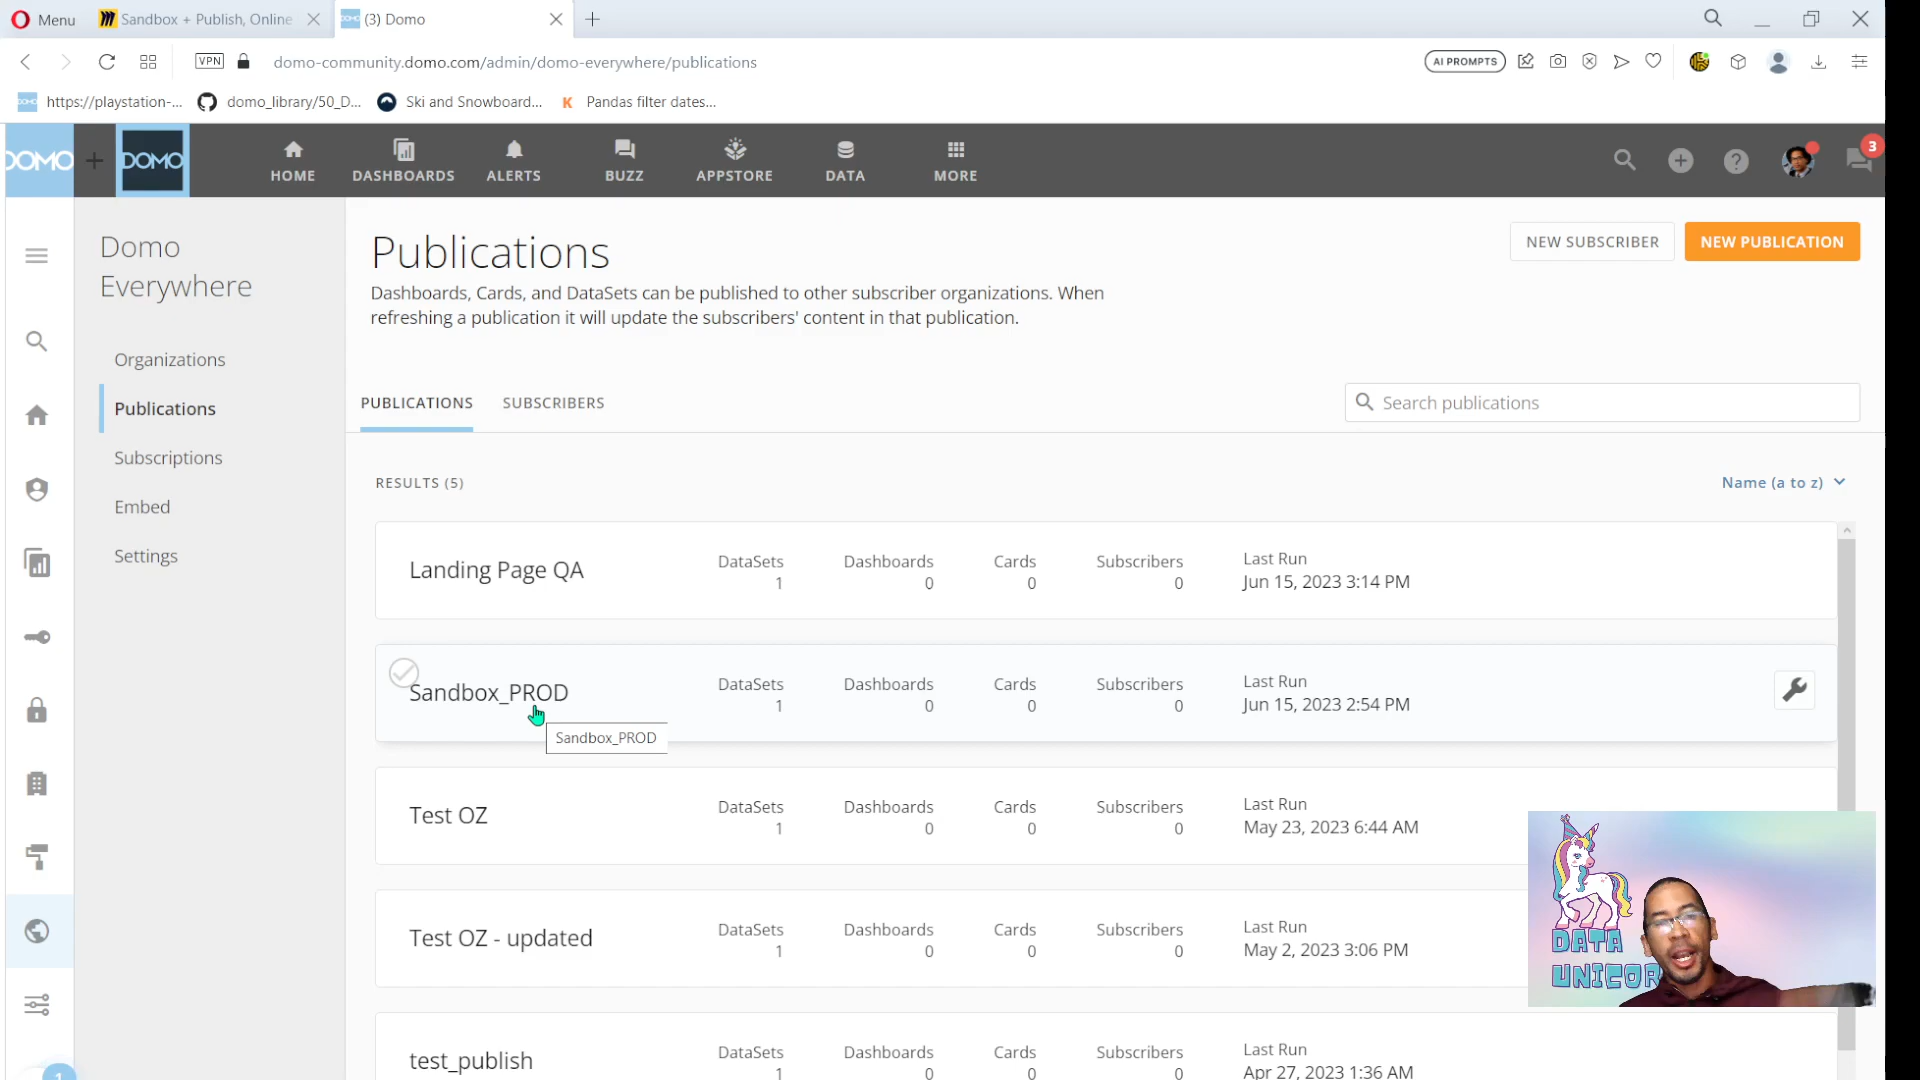 Menu
Sandbox + Publish, Online
(3) Domo
VPN
domo-community.domo.com/admin/domo-everywhere/publications
AI PROMPTS
https://playstation-...
domo_library/50_D...
Ski and Snowboard...
K Pandas filter dates...
DOMO
DOMO
HOME
DASHBOARDS
ALERTS
BUZZ
APPSTORE
DATA
MORE
3
Domo
Everywhere
Organizations
Publications
Subscriptions
Embed
Settings
Publications
NEW SUBSCRIBER
NEW PUBLICATION
Dashboards, Cards, and DataSets can be published to other subscriber organizations. When
refreshing a publication it will update the subscribers' content in that publication.
PUBLICATIONS
SUBSCRIBERS
Search publications
RESULTS (5)
Name (a to z)
Landing Page QA
DataSets
1
Dashboards
0
Cards
0
Subscribers
0
Last Run
Jun 15, 2023 3:14 PM
Sandbox_PROD
DataSets
1
Dashboards
0
Cards
0
Subscribers
0
Last Run
Jun 15, 2023 2:54 PM
Sandbox_PROD
Test OZ
DataSets
1
Dashboards
0
Cards
0
Subscribers
0
Last Run
May 23, 2023 6:44 AM
Test OZ - updated
DataSets
1
Dashboards
0
Cards
0
Subscribers
0
Last Run
May 2, 2023 3:06 PM
test_publish
DataSets
1
Dashboards
0
Cards
0
Subscribers
0
Last Run
Apr 27, 2023 1:36 AM
DATA
UNICOR
1